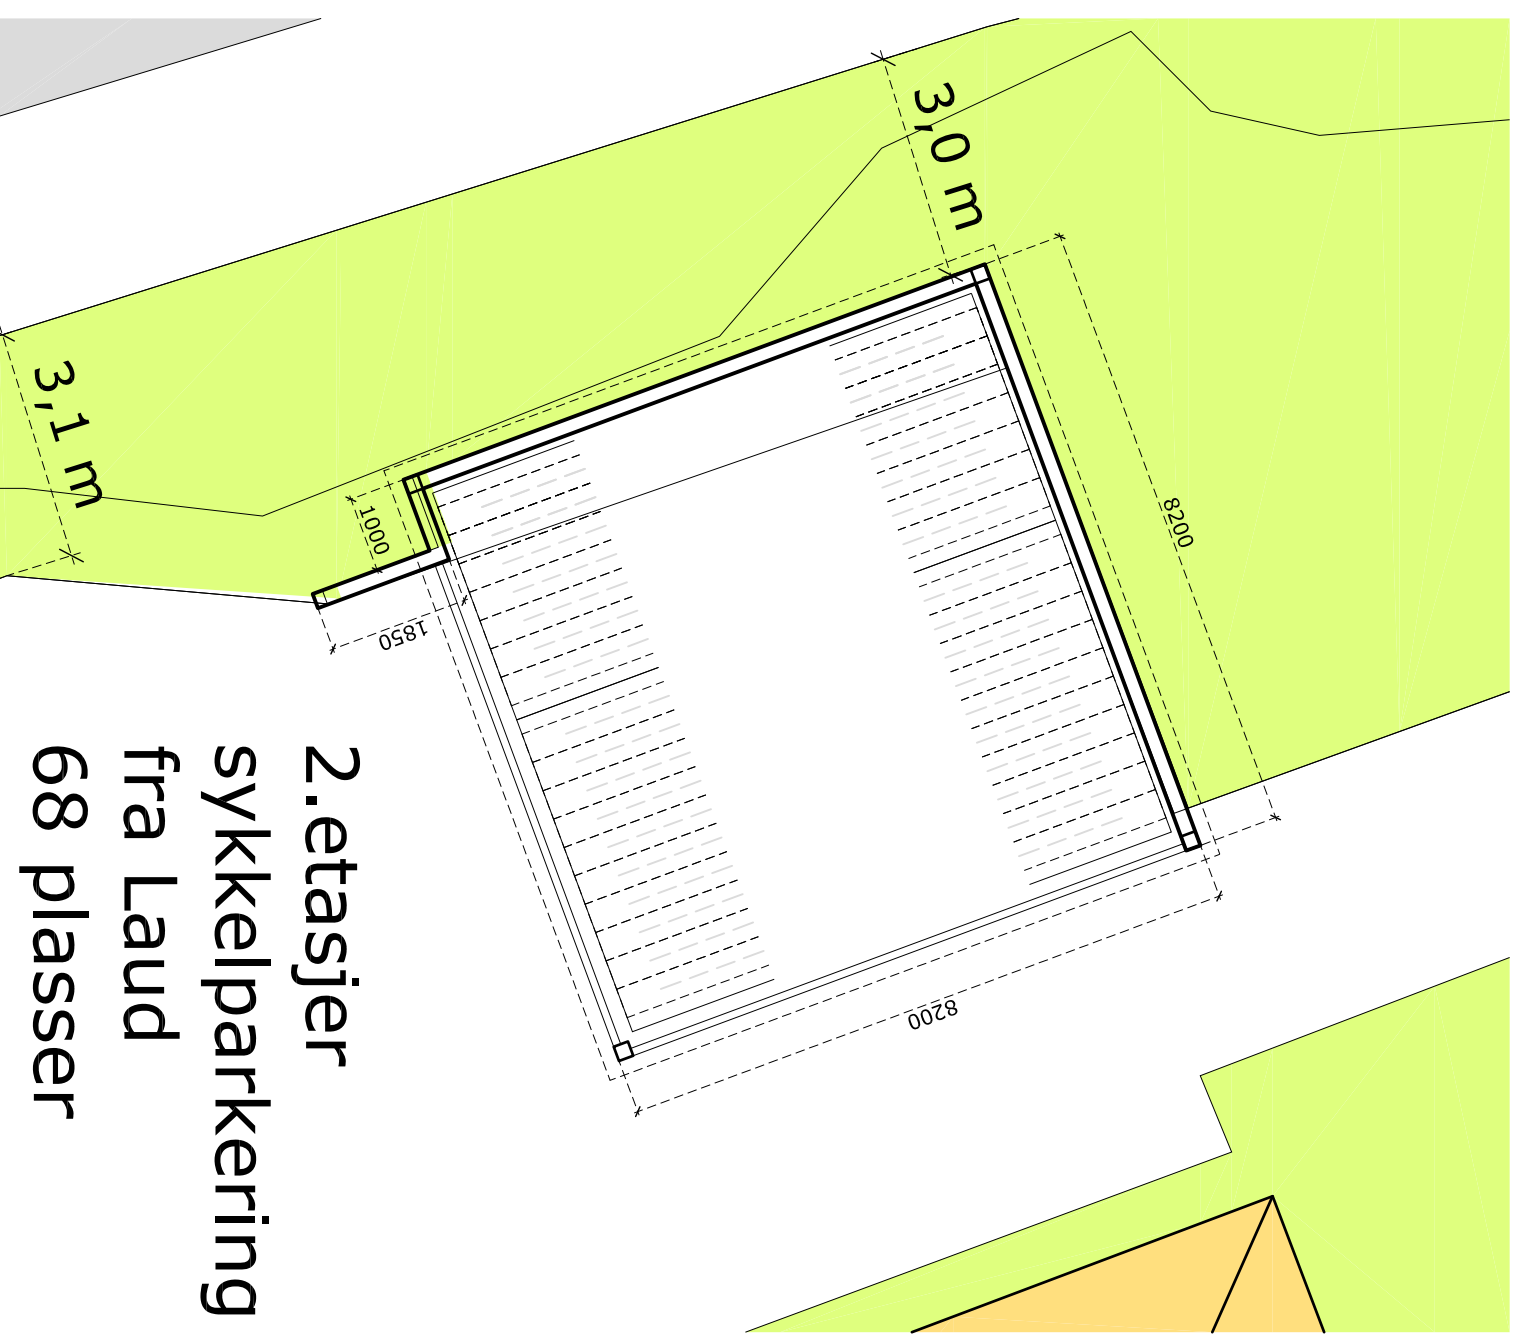 3,0 m
3,1 m
1000
1850
8200
8200
2.etasjer
sykkelparkering
fra Laud
68 plasser